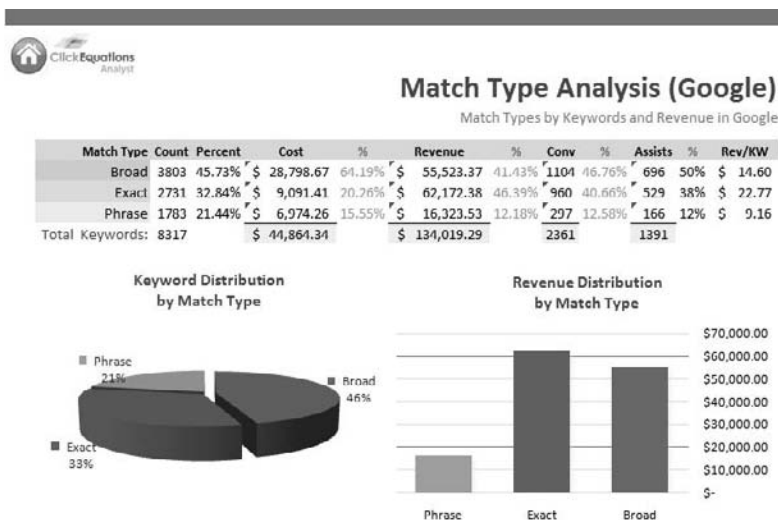 ClickEquations
Analyst
Match Type Analysis (Google)
Match Types by Keywords and Revenue in Google
Match Type Count Percent Cost % Revenue % Conv % Assists % Rev/KW
Broad 3803 45.73% $ 28,798.67 64.19% $ 55,523.37 41.43% 1104 46.76% 696 50% $ 14.60
Exact 2731 32.84% $ 9,091.41 20.26% $ 62,172.38 46.39% 960 40.66% 529 38% $ 22.77
Phrase 1783 21.44% $ 6,974.26 15.55% $ 16,323.53 12.18% 297 12.58% 166 12% $ 9.16
Total Keywords: 8317 $ 44,864.34 $ 134,019.29 2361 1391
Keyword Distribution
by Match Type
Phrase
21%
Broad
46%
Exact
33%
Revenue Distribution
by Match Type
$70,000.00
$60,000.00
$50,000.00
$40,000.00
$30,000.00
$20,000.00
$10,000.00
$-
Phrase Exact Broad